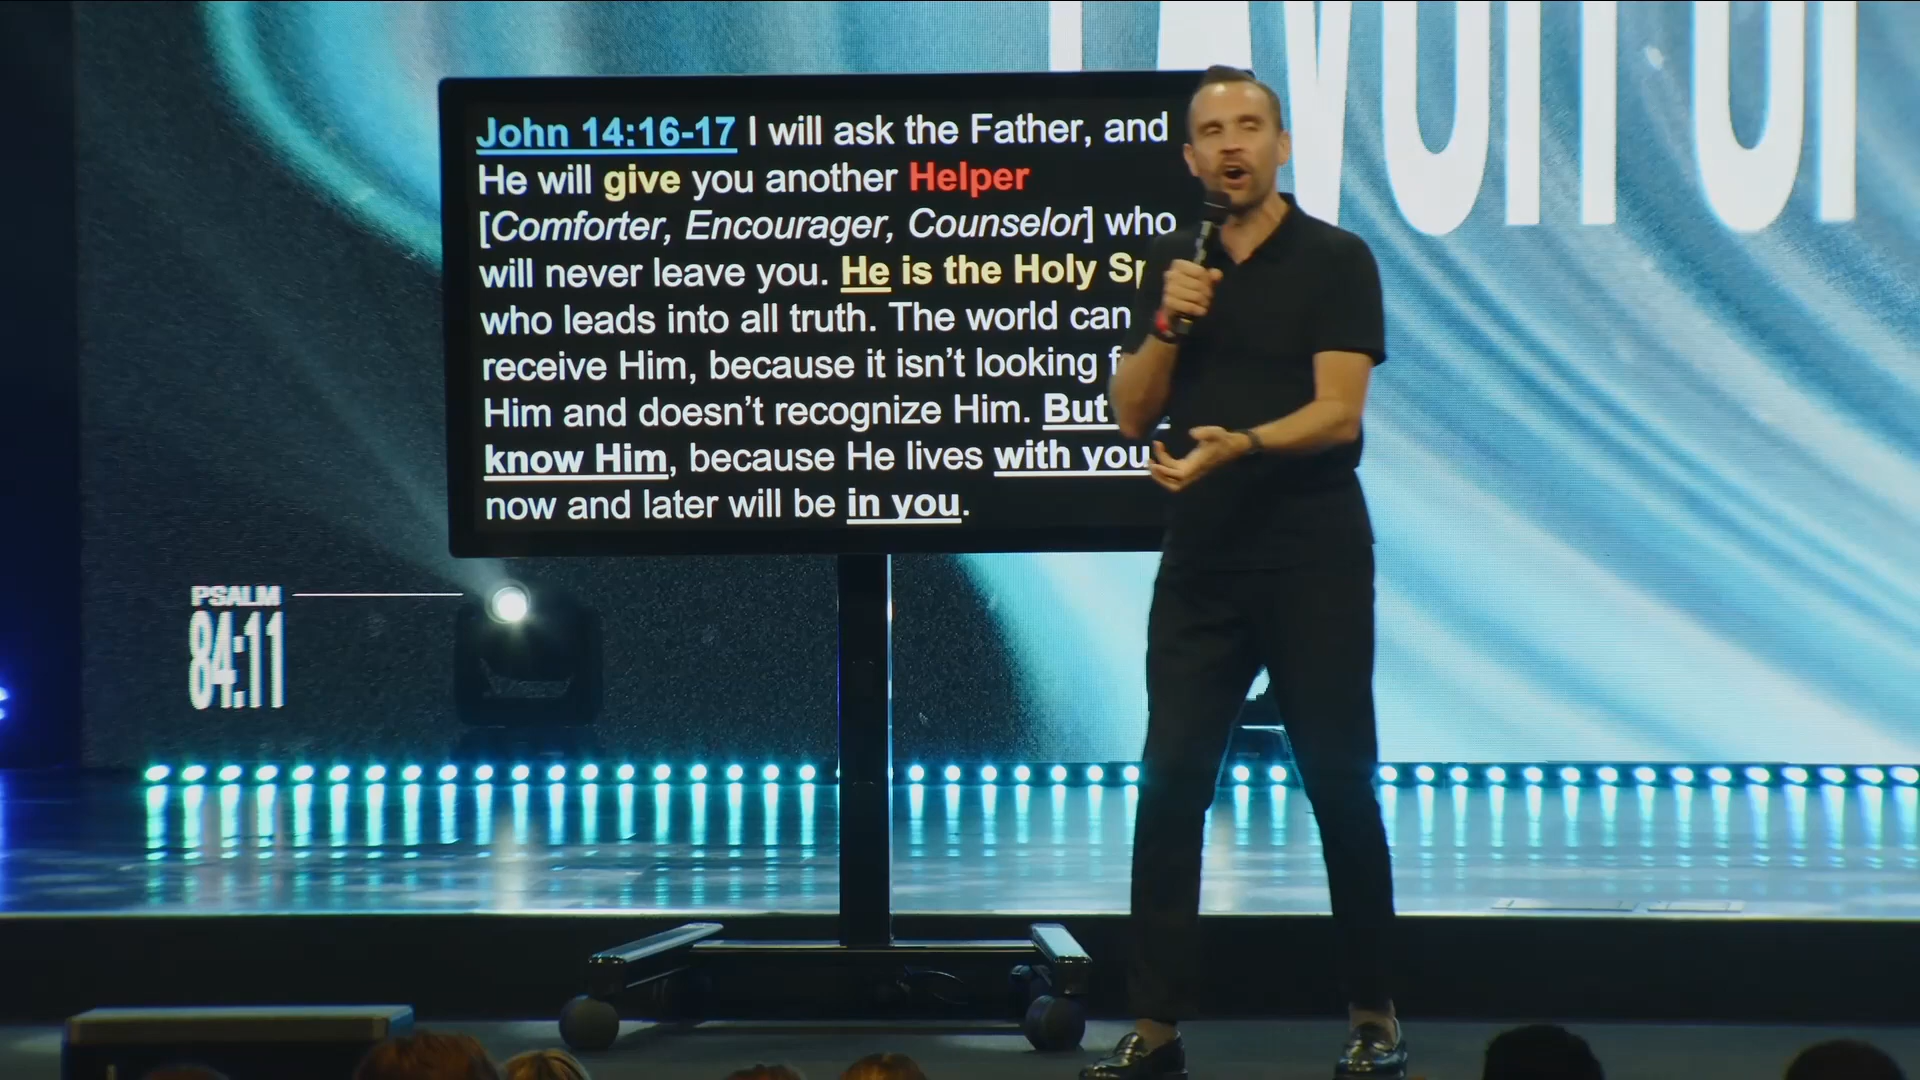 John 14:16-17 I will ask the Father, and
He will give you another Helper
[Comforter, Encourager, Counselor] who
will never leave you. He is the Holy
who leads into all truth. The world can
receive Him, because it isn't looking
Him and doesn't recognize Him. But
know Him, because He lives with you
now and later will be in you.
PSALM
84:11